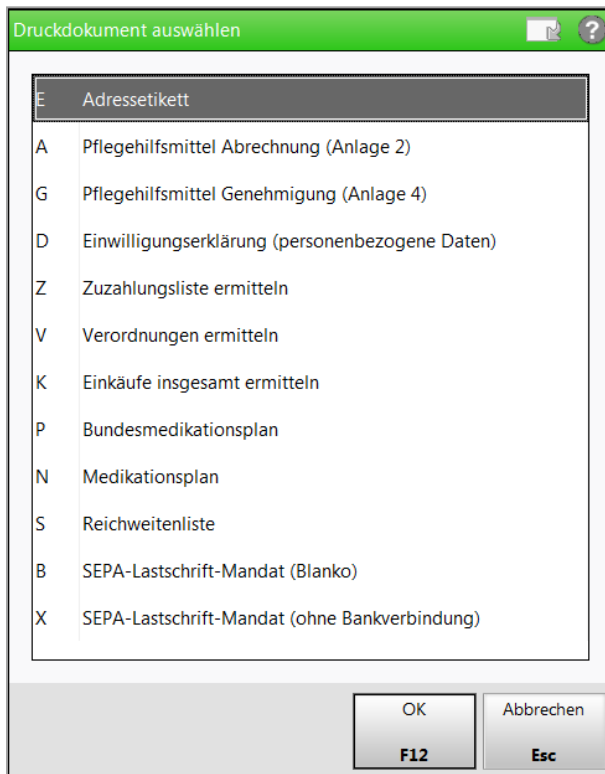 Druckdokument auswählen ?
E Adressetikett
A Pflegehilfsmittel Abrechnung (Anlage 2)
G Pflegehilfsmittel Genehmigung (Anlage 4)
D Einwilligungserklärung (personenbezogene Daten)
Z Zuzahlungsliste ermitteln
V Verordnungen ermitteln
K Einkäufe insgesamt ermitteln
P Bundesmedikationsplan
N Medikationsplan
S Reichweitenliste
B SEPA-Lastschrift-Mandat (Blanko)
X SEPA-Lastschrift-Mandat (ohne Bankverbindung)
OK Abbrechen
F12 Esc